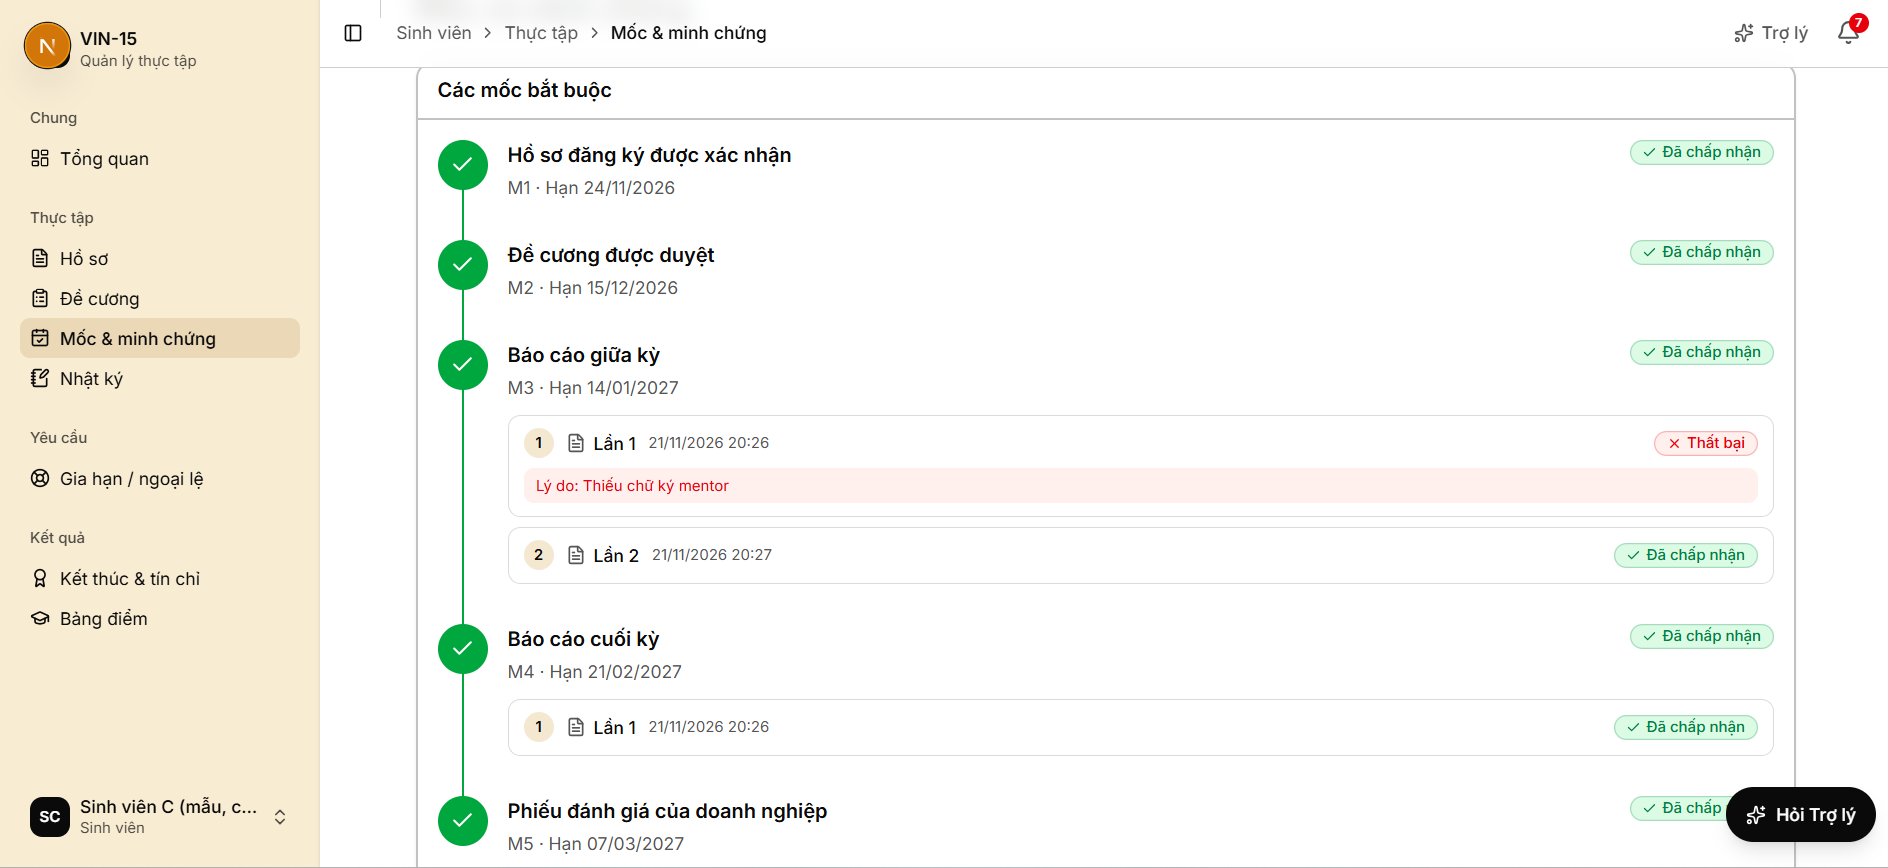 N
VIN-15
Quản lý thực tập
Chung
Tổng quan
Thực tập
Hồ sơ
Đề cương
Mốc & minh chứng
Nhật ký
Yêu cầu
Gia hạn / ngoại lệ
Kết quả
Kết thúc & tín chỉ
Bảng điểm
SC
Sinh viên C (mẫu, c...
Sinh viên
Sinh viên > Thực tập > Mốc & minh chứng
Trợ lý
7
Các mốc bắt buộc
Hồ sơ đăng ký được xác nhận
Đã chấp nhận
M1 · Hạn 24/11/2026
Đề cương được duyệt
Đã chấp nhận
M2 · Hạn 15/12/2026
Báo cáo giữa kỳ
Đã chấp nhận
M3 · Hạn 14/01/2027
1 Lần 1 21/11/2026 20:26
Thất bại
Lý do: Thiếu chữ ký mentor
2 Lần 2 21/11/2026 20:27
Đã chấp nhận
Báo cáo cuối kỳ
Đã chấp nhận
M4 · Hạn 21/02/2027
1 Lần 1 21/11/2026 20:26
Đã chấp nhận
Phiếu đánh giá của doanh nghiệp
Đã chấp
M5 · Hạn 07/03/2027
Hỏi Trợ lý